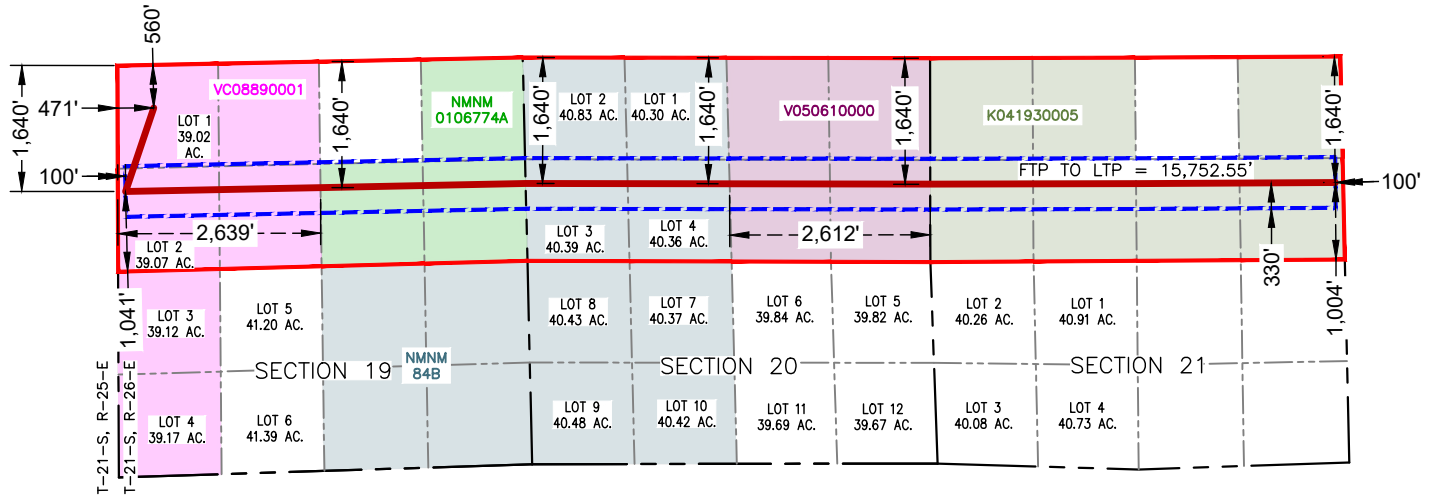 560'
1,640'
471'
100'
VC08890001
LOT 1
39.02
AC.
1,640'
NMNM
0106774A
1,640'
LOT 2
40.83 AC.
LOT 1
40.30 AC.
1,640'
V050610000
1,640'
K041930005
1,640'
FTP TO LTP = 15,752.55'
100'
LOT 2
39.07 AC.
2,639'
LOT 3
40.39 AC.
LOT 4
40.36 AC.
2,612'
330'
1,004'
1,041'
LOT 3
39.12 AC.
LOT 5
41.20 AC.
LOT 8
40.43 AC.
LOT 7
40.37 AC.
LOT 6
39.84 AC.
LOT 5
39.82 AC.
LOT 2
40.26 AC.
LOT 1
40.91 AC.
SECTION 19
NMNM
84B
SECTION 20
SECTION 21
LOT 4
39.17 AC.
LOT 6
41.39 AC.
LOT 9
40.48 AC.
LOT 10
40.42 AC.
LOT 11
39.69 AC.
LOT 12
39.67 AC.
LOT 3
40.08 AC.
LOT 4
40.73 AC.
T-21-S, R-25-E
T-21-S, R-26-E